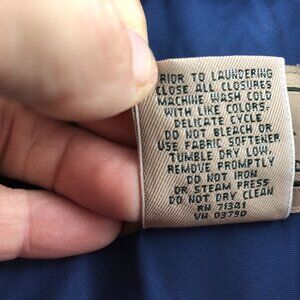 PRIOR TO LAUNDERING
CLOSE ALL CLOSURES
MACHINE WASH COLD
WITH LIKE COLORS.
DELICATE CYCLE
DO NOT BLEACH OR
USE FABRIC SOFTENER
TUMBLE DRY LOW.
REMOVE PROMPTLY
DO NOT IRON
OR STEAM PRESS
DO NOT DRY CLEAN
RN 71341
VN 03790